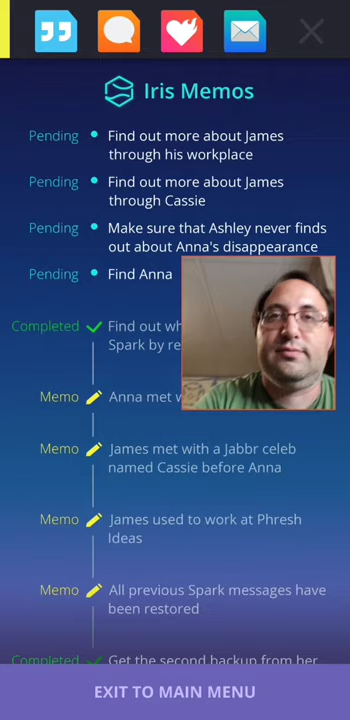 Iris Memos
Pending Find out more about James
through his workplace
Pending Find out more about James
through Cassie
Pending Make sure that Ashley never finds
out about Anna's disappearance
Pending Find Anna
Completed Find out
Spark by
Memo Anna met
Memo James met with a Jabbr celeb
named Cassie before Anna
Memo James used to work at Phresh
Ideas
Memo All previous Spark messages have
been restored
Completed Get the second backup from her
EXIT TO MAIN MENU